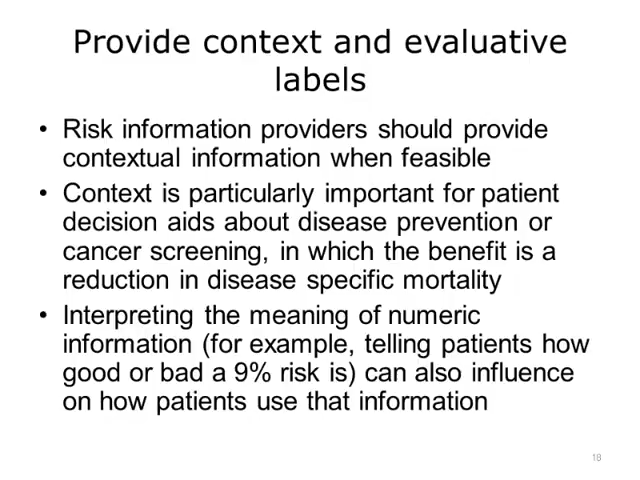 Provide context and evaluative
labels
• Risk information providers should provide
contextual information when feasible
• Context is particularly important for patient
decision aids about disease prevention or
cancer screening, in which the benefit is a
reduction in disease specific mortality
• Interpreting the meaning of numeric
information (for example, telling patients how
good or bad a 9% risk is) can also influence
on how patients use that information
18